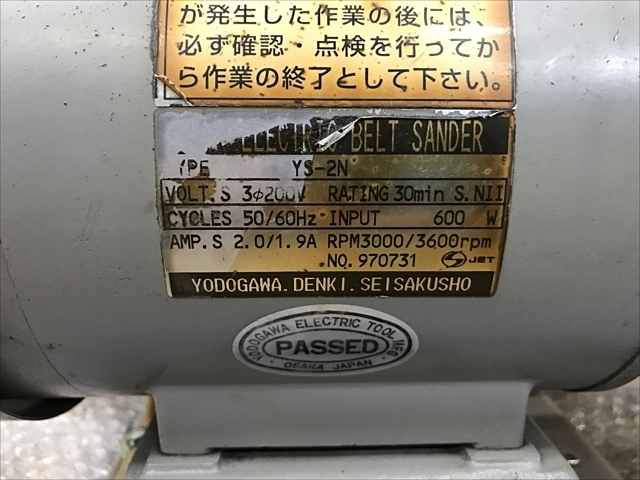 が発生した作業の後には、
必ず確認・点検を行ってか
ら作業の終了として下さい。
ELECTRIC BELT SANDER
TYPE YS-2N
VOLT.S 3φ200V RATING 30min S.NII
CYCLES 50/60Hz INPUT 600 W
AMP.S 2.0/1.9A RPM3000/3600rpm
NO. 970731 JET
YODOGAWA.DENKI.SEISAKUSHO
YODOGAWA ELECTRIC TOOL MFG
PASSED
OSAKA JAPAN